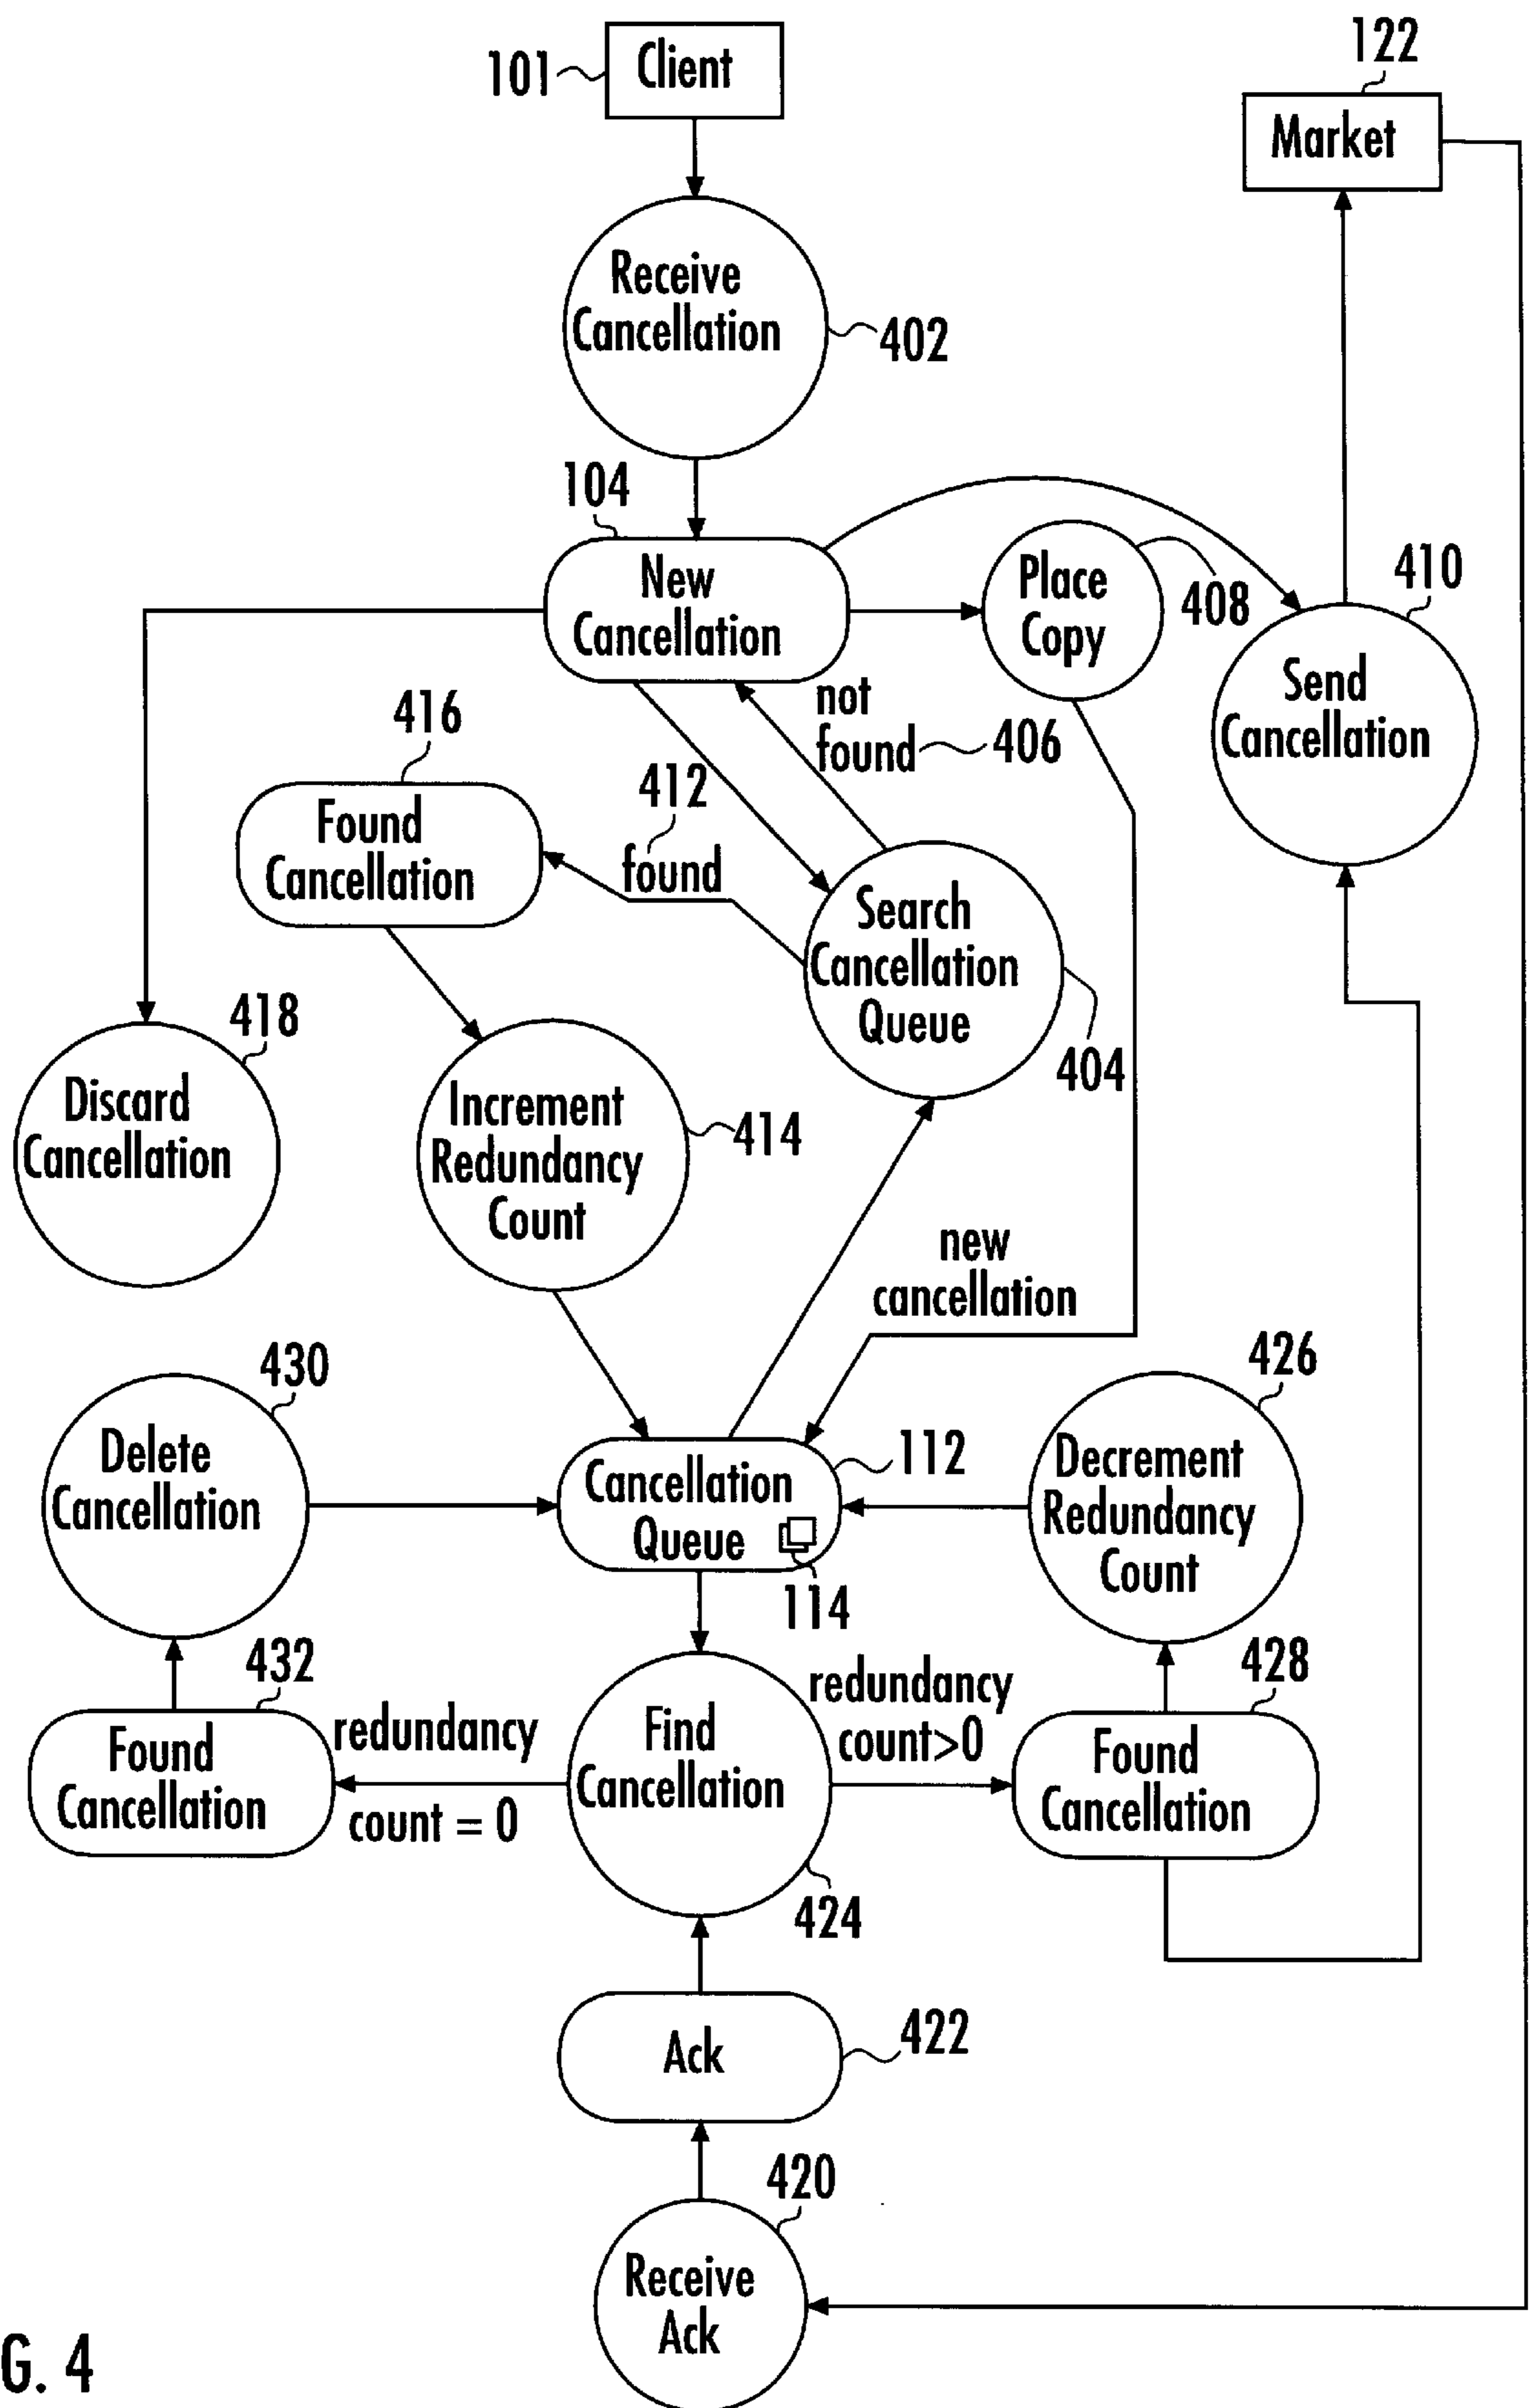 122
101 Client
Market
Receive
Cancellation
402
104
New
Cancellation
Place
Copy
408
410
Send
Cancellation
not
found 406
416
412
found
Found
Cancellation
Search
Cancellation
Queue
404
418
Discard
Cancellation
Increment
Redundancy
Count
414
new
cancellation
430
Delete
Cancellation
426
Decrement
Redundancy
Count
Cancellation
Queue
112
114
432
Found
Cancellation
redundancy
count = 0
Find
Cancellation
424
redundancy
count>0
428
Found
Cancellation
Ack
422
420
Receive
Ack
G. 4